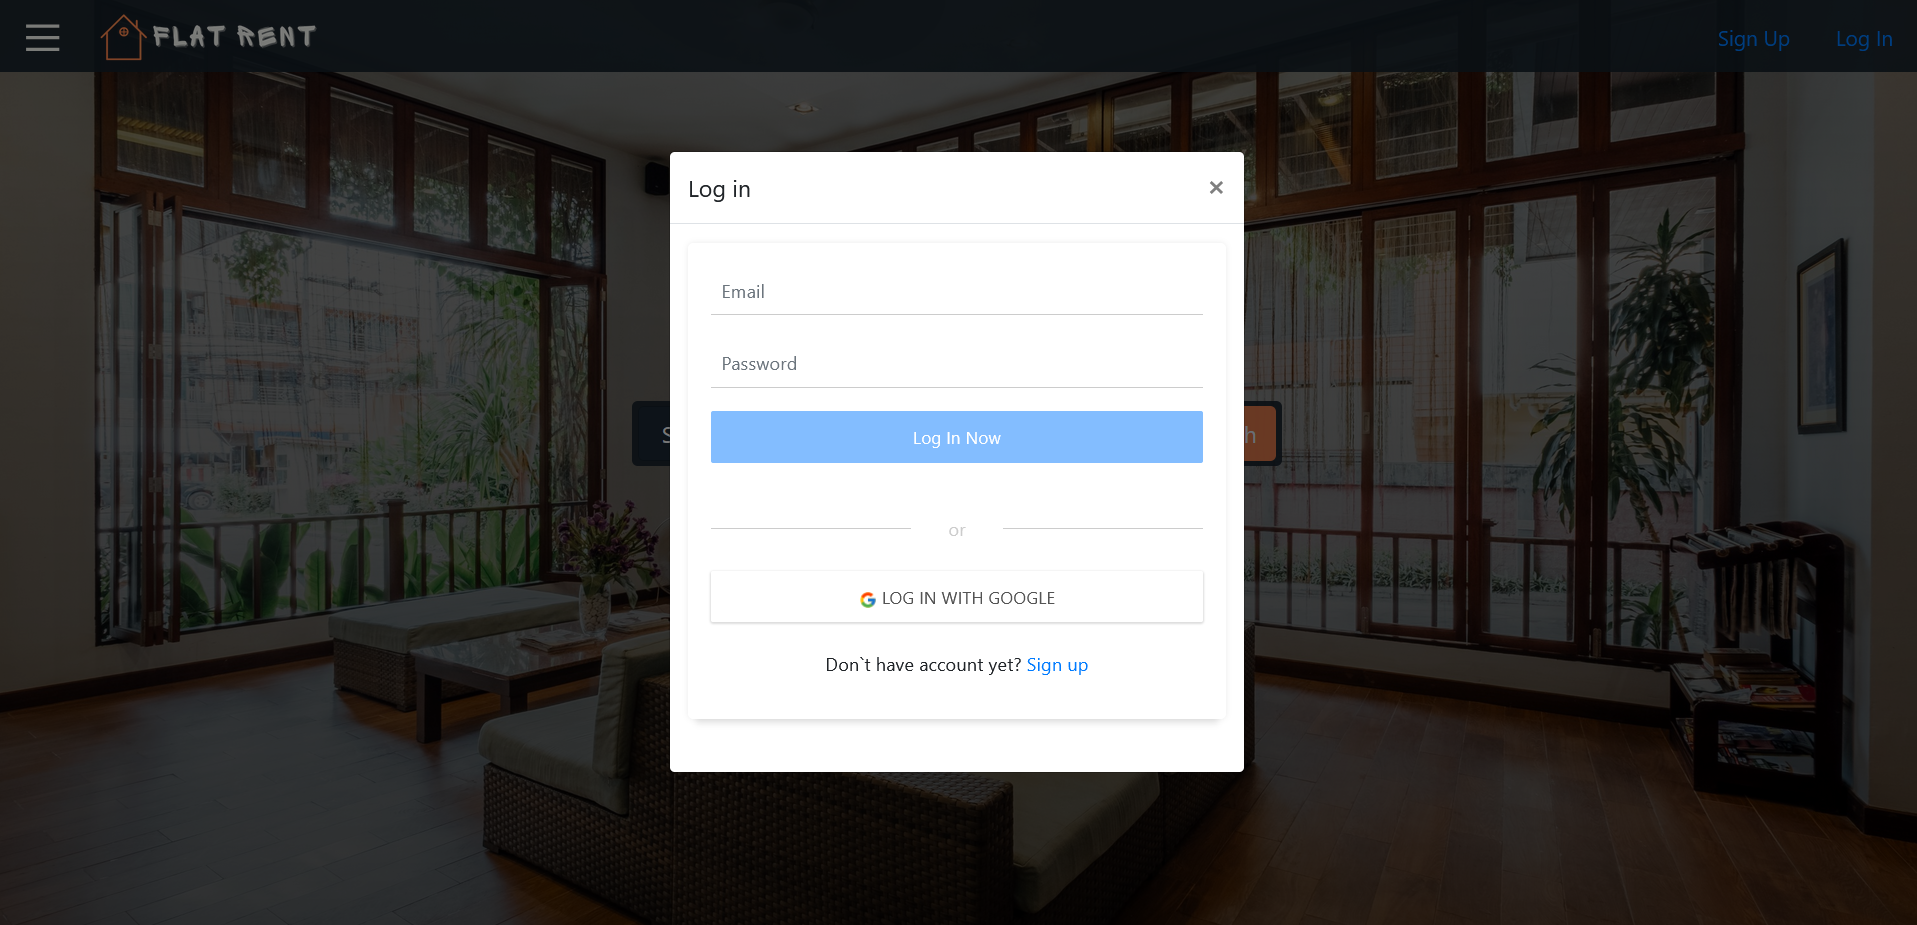 FLAT RENT
Sign Up
Log In
Log in
×
Email
Password
Log In Now
or
LOG IN WITH GOOGLE
Don`t have account yet? Sign up